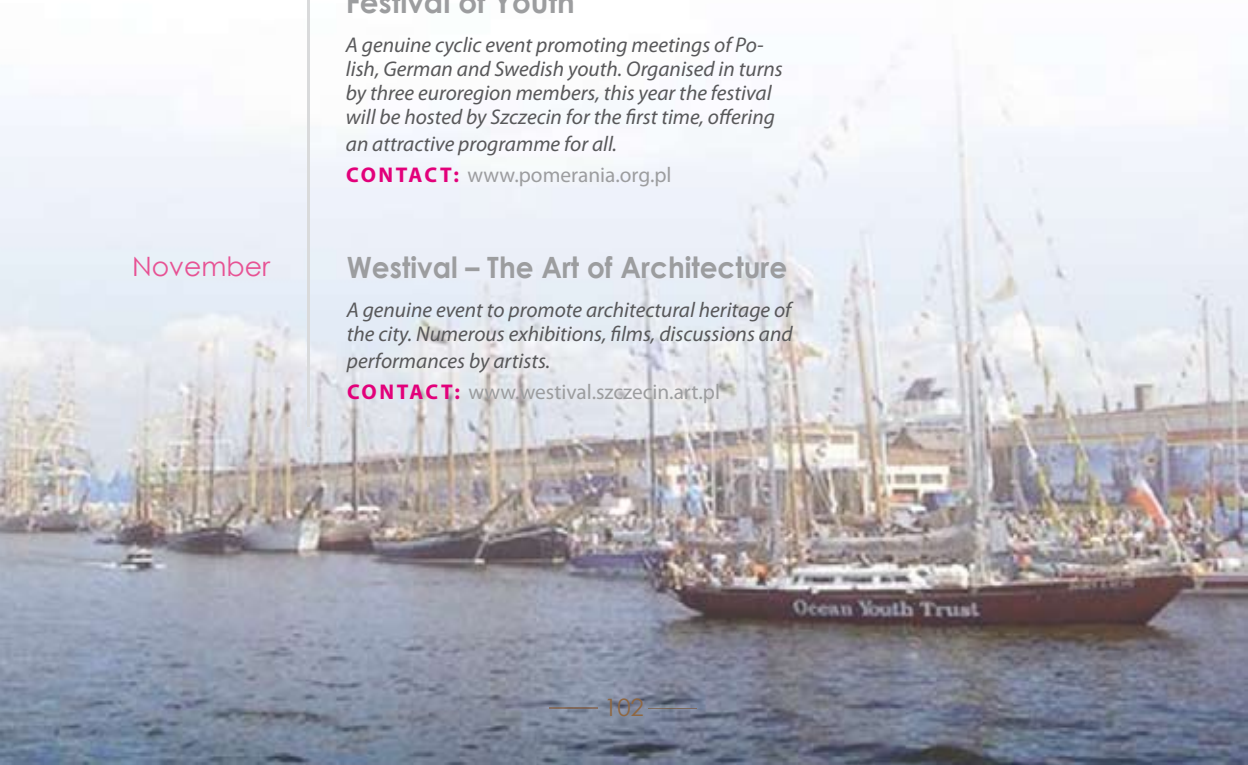 Festival of Youth
A genuine cyclic event promoting meetings of Po-
lish, German and Swedish youth. Organised in turns
by three euroregion members, this year the festival
will be hosted by Szczecin for the first time, offering
an attractive programme for all.
CONTACT: www.pomerania.org.pl
November
Westival – The Art of Architecture
A genuine event to promote architectural heritage of
the city. Numerous exhibitions, films, discussions and
performances by artists.
CONTACT: www.westival.szczecin.art.pl
Ocean Youth Trust
102